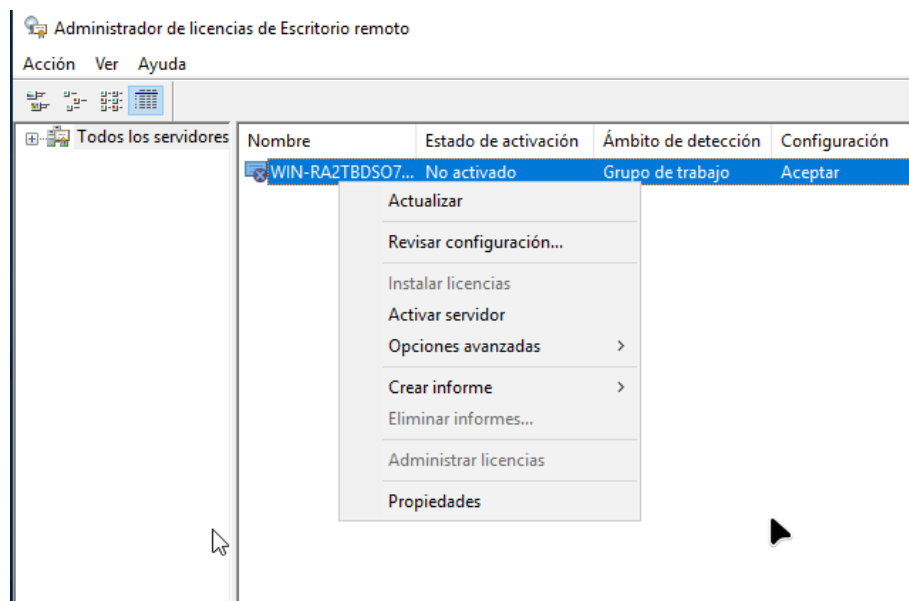 Administrador de licencias de Escritorio remoto
Acción Ver Ayuda
Todos los servidores
Nombre Estado de activación Ámbito de detección Configuración
WIN-RA2TBDSO7... No activado Grupo de trabajo Aceptar
Actualizar
Revisar configuración...
Instalar licencias
Activar servidor
Opciones avanzadas >
Crear informe >
Eliminar informes...
Administrar licencias
Propiedades